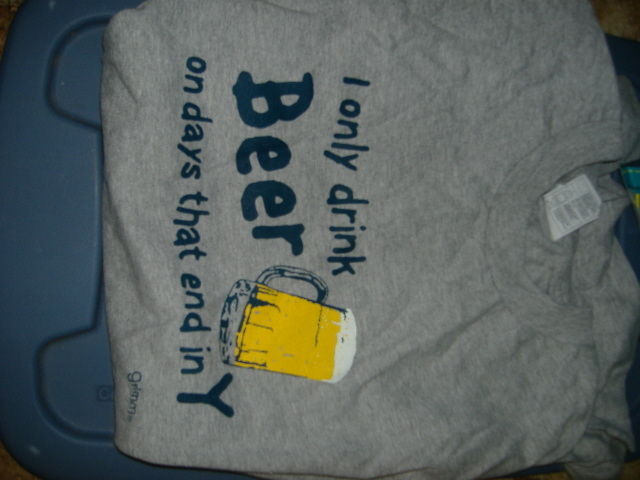 I only drink
Beer
on days that end in Y